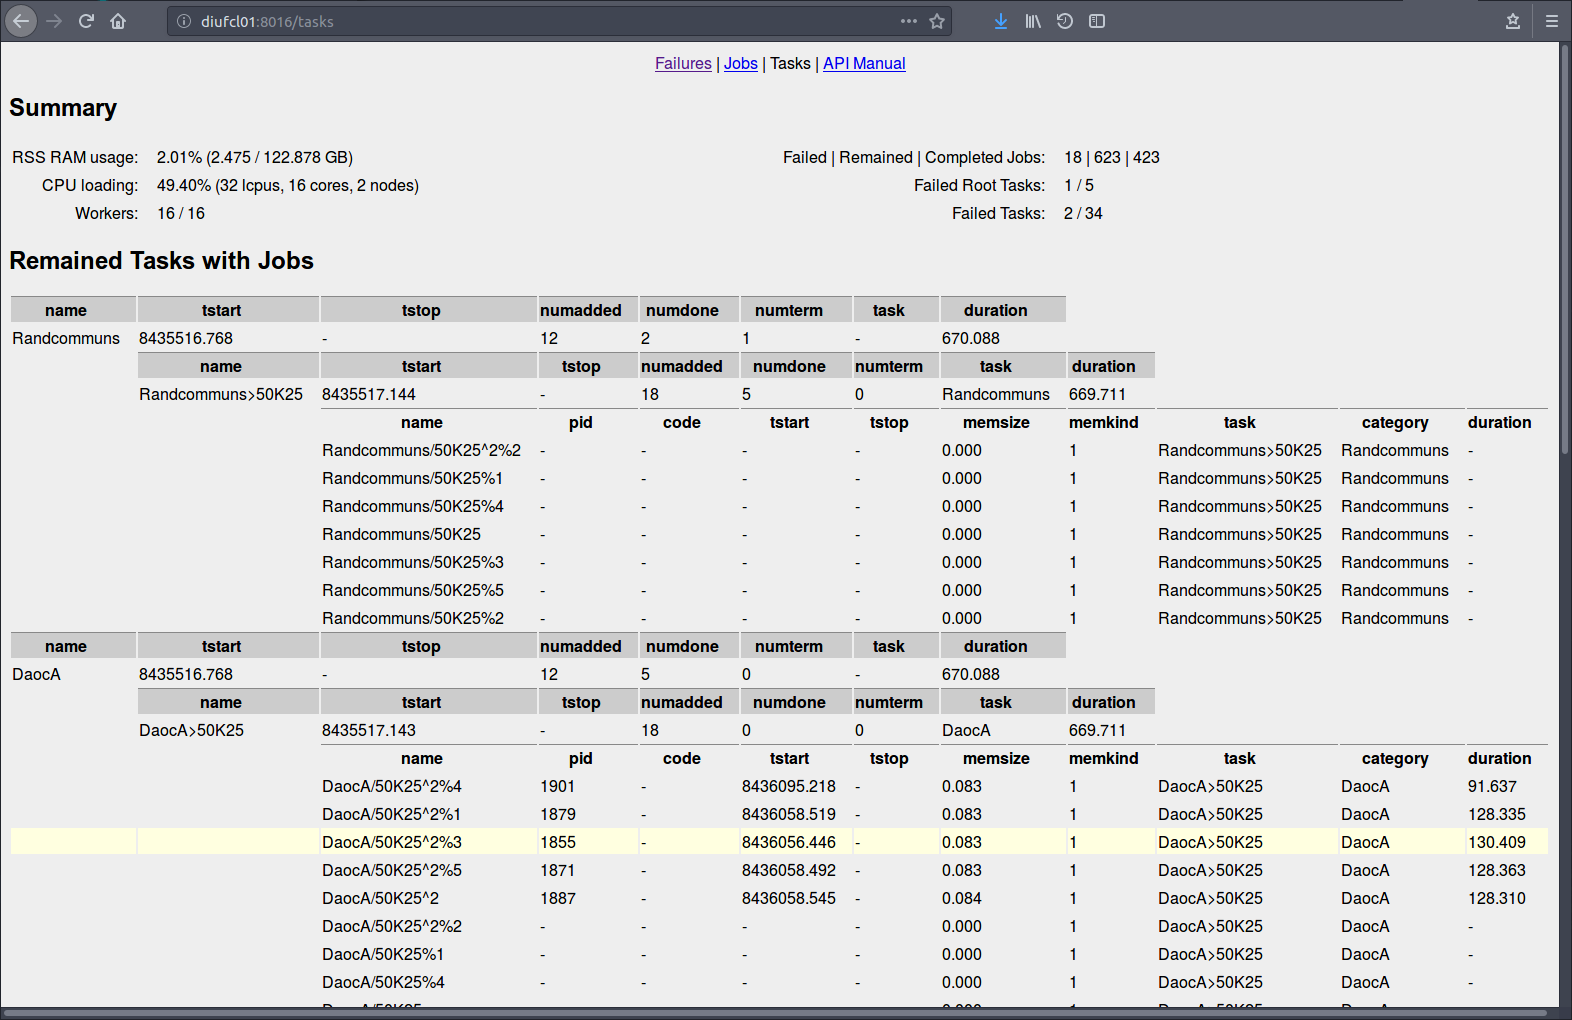 diufcl01:8016/tasks
Failures | Jobs | Tasks | API Manual
Summary
RSS RAM usage: 2.01% (2.475 / 122.878 GB) Failed | Remained | Completed Jobs: 18 | 623 | 423
CPU loading: 49.40% (32 lcpus, 16 cores, 2 nodes) Failed Root Tasks: 1 / 5
Workers: 16 / 16 Failed Tasks: 2 / 34
Remained Tasks with Jobs
name tstart tstop numadded numdone numterm task duration
Randcommuns 8435516.768 - 12 2 1 - 670.088
name tstart tstop numadded numdone numterm task duration
Randcommuns>50K25 8435517.144 - 18 5 0 Randcommuns 669.711
name pid code tstart tstop memsize memkind task category duration
Randcommuns/50K25^2%2 - - - - 0.000 1 Randcommuns>50K25 Randcommuns -
Randcommuns/50K25%1 - - - - 0.000 1 Randcommuns>50K25 Randcommuns -
Randcommuns/50K25%4 - - - - 0.000 1 Randcommuns>50K25 Randcommuns -
Randcommuns/50K25 - - - - 0.000 1 Randcommuns>50K25 Randcommuns -
Randcommuns/50K25%3 - - - - 0.000 1 Randcommuns>50K25 Randcommuns -
Randcommuns/50K25%5 - - - - 0.000 1 Randcommuns>50K25 Randcommuns -
Randcommuns/50K25%2 - - - - 0.000 1 Randcommuns>50K25 Randcommuns -
name tstart tstop numadded numdone numterm task duration
DaocA 8435516.768 - 12 5 0 - 670.088
name tstart tstop numadded numdone numterm task duration
DaocA>50K25 8435517.143 - 18 0 0 DaocA 669.711
name pid code tstart tstop memsize memkind task category duration
DaocA/50K25^2%4 1901 - 8436095.218 - 0.083 1 DaocA>50K25 DaocA 91.637
DaocA/50K25^2%1 1879 - 8436058.519 - 0.083 1 DaocA>50K25 DaocA 128.335
DaocA/50K25^2%3 1855 - 8436056.446 - 0.083 1 DaocA>50K25 DaocA 130.409
DaocA/50K25^2%5 1871 - 8436058.492 - 0.083 1 DaocA>50K25 DaocA 128.363
DaocA/50K25^2 1887 - 8436058.545 - 0.084 1 DaocA>50K25 DaocA 128.310
DaocA/50K25^2%2 - - - - 0.000 1 DaocA>50K25 DaocA -
DaocA/50K25%1 - - - - 0.000 1 DaocA>50K25 DaocA -
DaocA/50K25%4 - - - - 0.000 1 DaocA>50K25 DaocA -